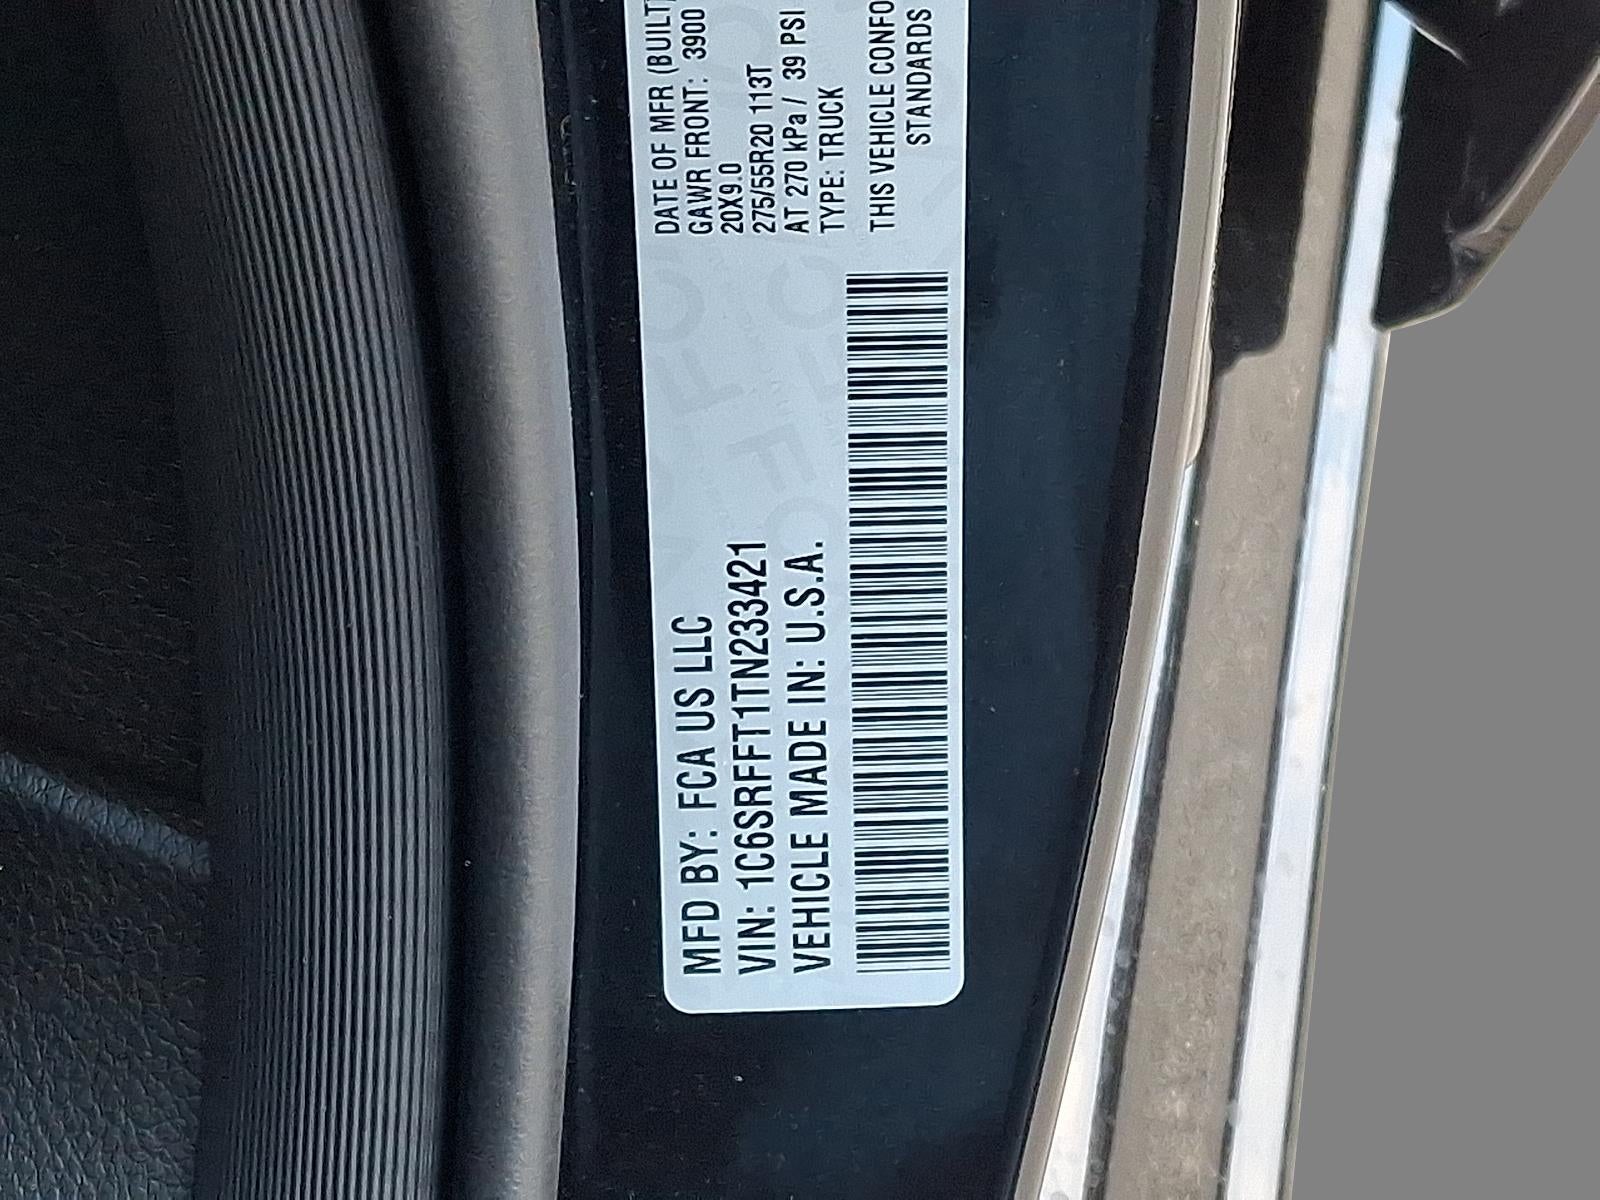 MFD BY: FCA US LLC
VIN: 1C6SRFFT1TN233421
VEHICLE MADE IN: U.S.A.
DATE OF MFR (BUILT
GAWR FRONT: 3900
20X9.0
275/55R20 113T
AT 270 kPa / 39 PSI
TYPE: TRUCK
THIS VEHICLE CONFO
STANDARDS